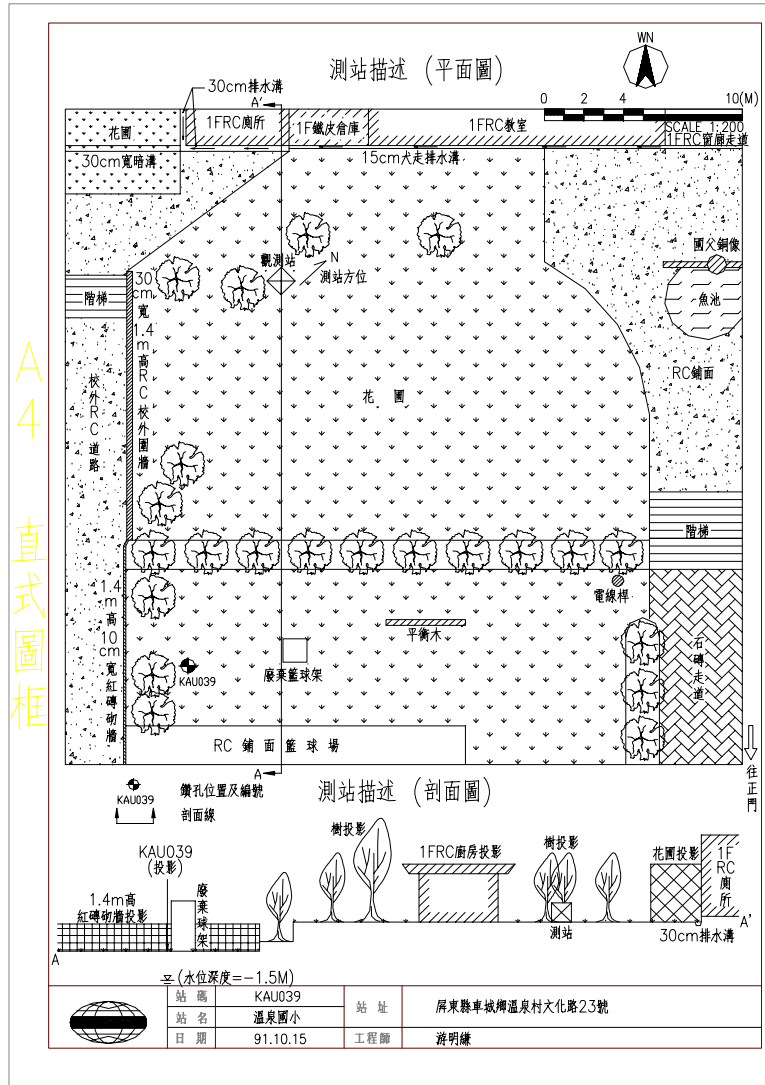 WN
測站描述 (平面圖)
30cm排水溝
A'
0 2 4 10(M)
SCALE 1:200
花圃
1FRC廁所
1F鐵皮倉庫
1FRC教室
1FRC窗廊走道
30cm寬暗溝
15cm犬走排水溝
觀測站
N
測站方位
國父銅像
魚池
階梯
30cm寬1.4m高RC校外圍牆
校外RC道路
花圃
RC鋪面
A4 直式圖框
階梯
電線桿
1.4m高10cm寬紅磚砌牆
平衡木
石磚走道
KAU039
廢棄籃球架
RC鋪面籃球場
A
往正門
KAU039
鑽孔位置及編號
剖面線
測站描述 (剖面圖)
KAU039
(投影)
1.4m高
紅磚砌牆投影
廢棄球架
樹投影
1FRC廚房投影
樹投影
測站
花圃投影
1FRC廁所
30cm排水溝
A
A'
(水位深度=-1.5M)
站碼 KAU039
站址 屏東縣車城鄉溫泉村文化路23號
站名 溫泉國小
日期 91.10.15
工程師 游明縑